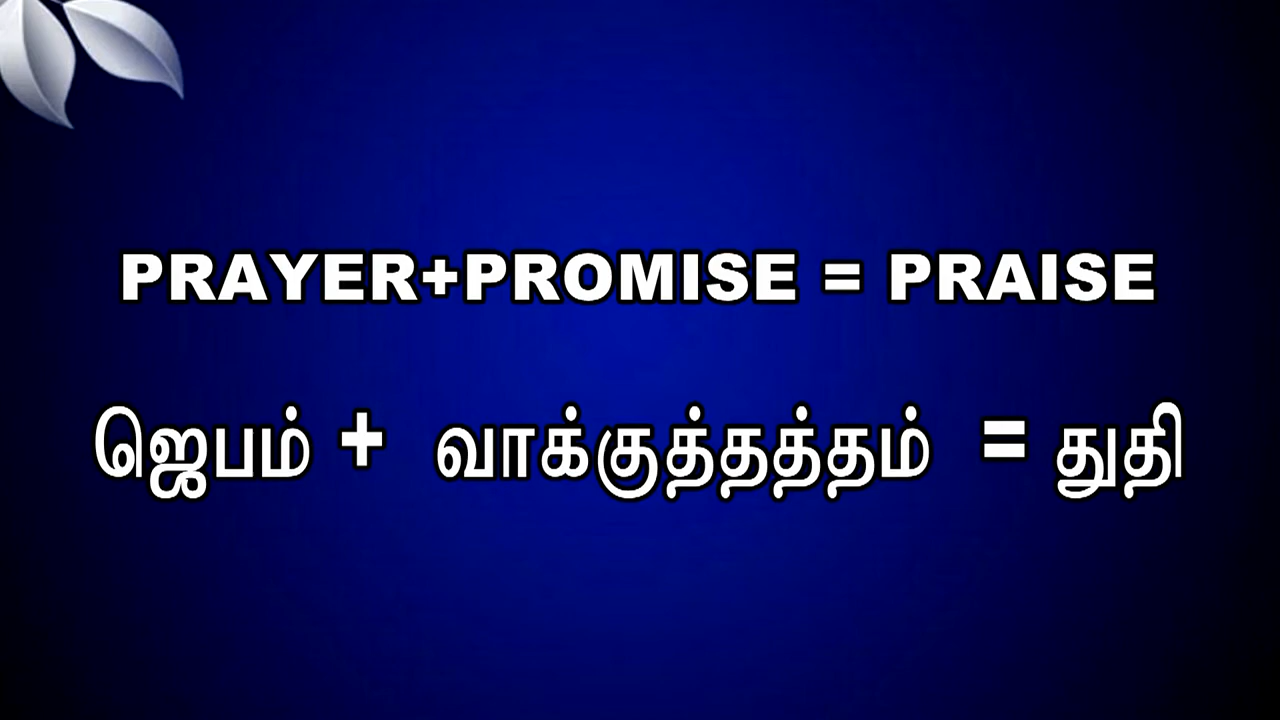 PRAYER+PROMISE = PRAISE
ஜெபம் + வாக்குத்தத்தம் = துதி